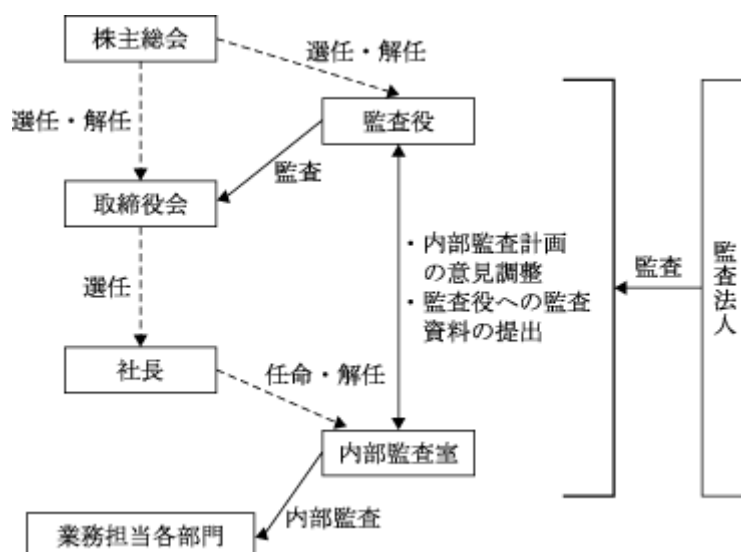 株主総会
選任・解任
選任・解任
監査役
監査
取締役会
・内部監査計画
の意見調整
・監査役への監査
資料の提出
監査
監査法人
選任
社長
任命・解任
内部監査室
内部監査
業務担当各部門